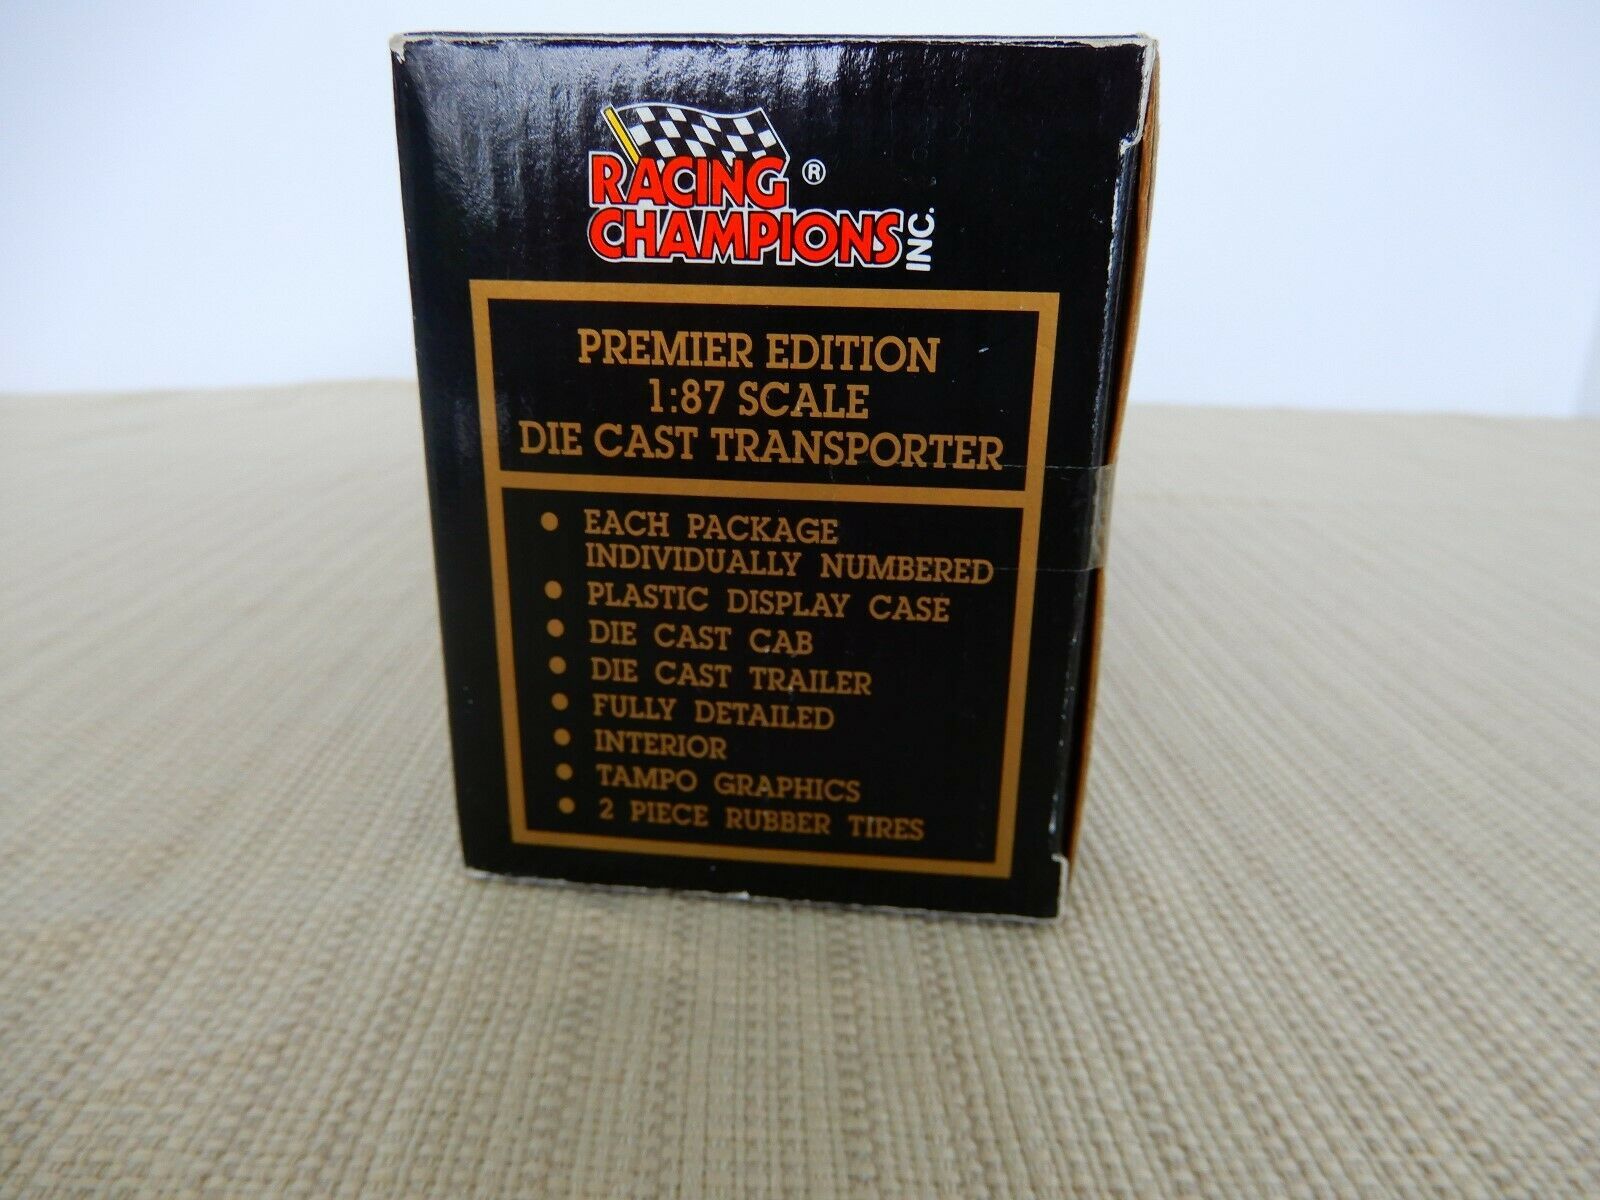 RACING ®
CHAMPIONS INC.
PREMIER EDITION
1:87 SCALE
DIE CAST TRANSPORTER
• EACH PACKAGE
INDIVIDUALLY NUMBERED
• PLASTIC DISPLAY CASE
• DIE CAST CAB
• DIE CAST TRAILER
• FULLY DETAILED
• INTERIOR
• TAMPO GRAPHICS
• 2 PIECE RUBBER TIRES